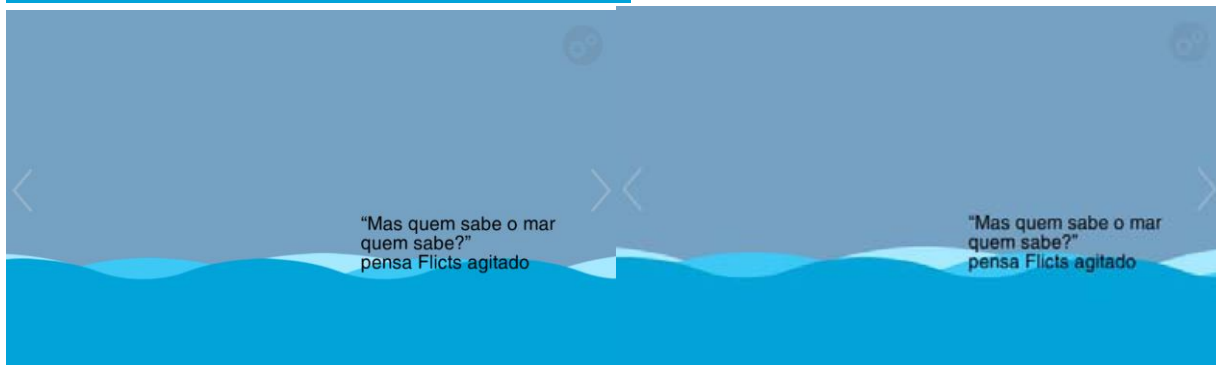 “Mas quem sabe o mar
quem sabe?”
pensa Flicts agitado
“Mas quem sabe o mar
quem sabe?”
pensa Flicts agitado